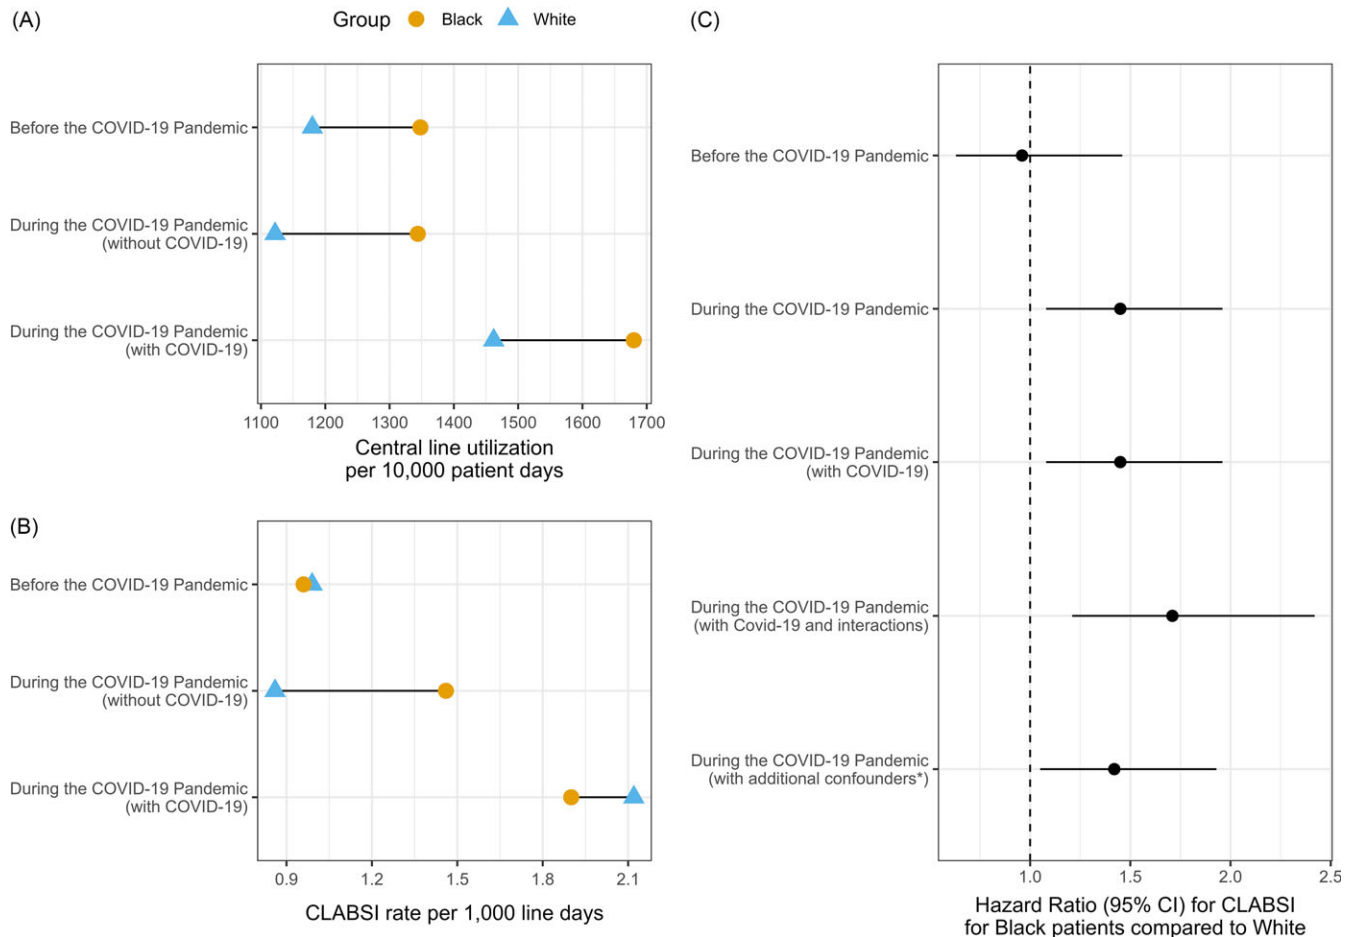 (A)
Group Black White
Before the COVID-19 Pandemic
During the COVID-19 Pandemic
(without COVID-19)
During the COVID-19 Pandemic
(with COVID-19)
1100 1200 1300 1400 1500 1600 1700
Central line utilization
per 10,000 patient days
(B)
Before the COVID-19 Pandemic
During the COVID-19 Pandemic
(without COVID-19)
During the COVID-19 Pandemic
(with COVID-19)
0.9 1.2 1.5 1.8 2.1
CLABSI rate per 1,000 line days
(C)
Before the COVID-19 Pandemic
During the COVID-19 Pandemic
During the COVID-19 Pandemic
(with COVID-19)
During the COVID-19 Pandemic
(with Covid-19 and interactions)
During the COVID-19 Pandemic
(with additional confounders*)
1.0 1.5 2.0 2.5
Hazard Ratio (95% CI) for CLABSI
for Black patients compared to White